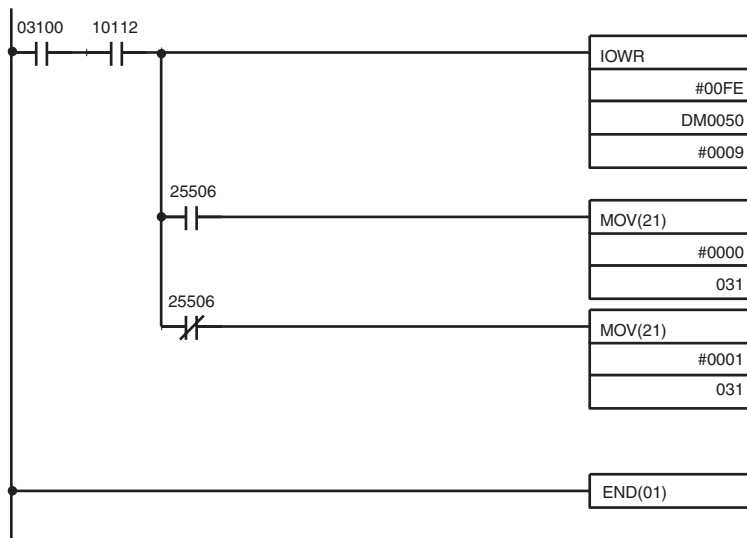 03100 10112
IOWR
#00FE
DM0050
#0009
25506
MOV(21)
#0000
031
25506
MOV(21)
#0001
031
END(01)